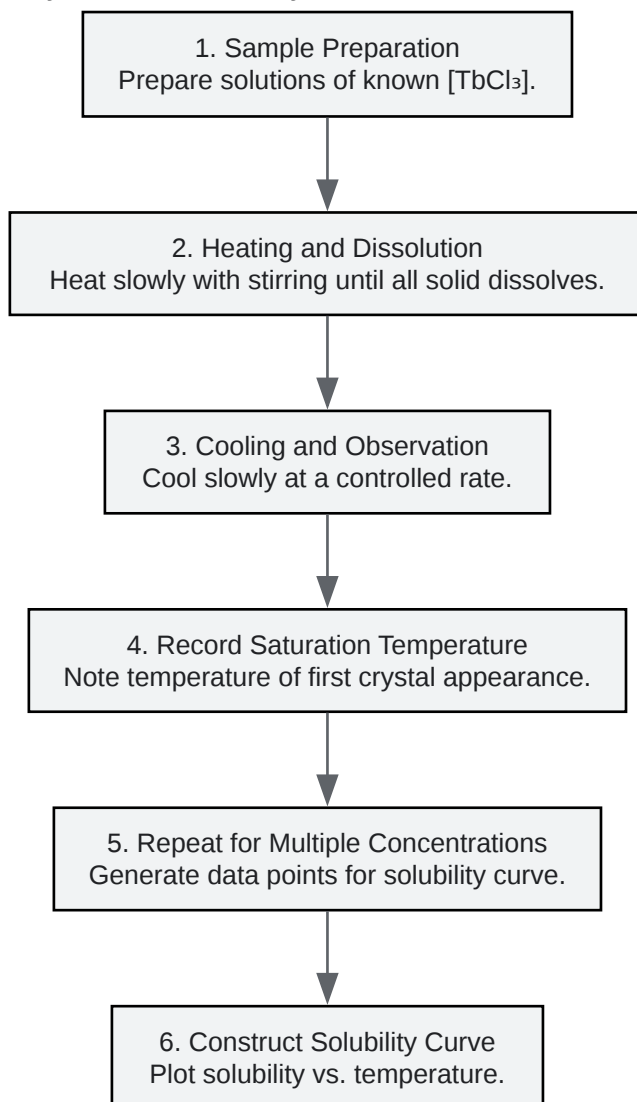 1. Sample Preparation
Prepare solutions of known [TbCl₃].
2. Heating and Dissolution
Heat slowly with stirring until all solid dissolves.
3. Cooling and Observation
Cool slowly at a controlled rate.
4. Record Saturation Temperature
Note temperature of first crystal appearance.
5. Repeat for Multiple Concentrations
Generate data points for solubility curve.
6. Construct Solubility Curve
Plot solubility vs. temperature.